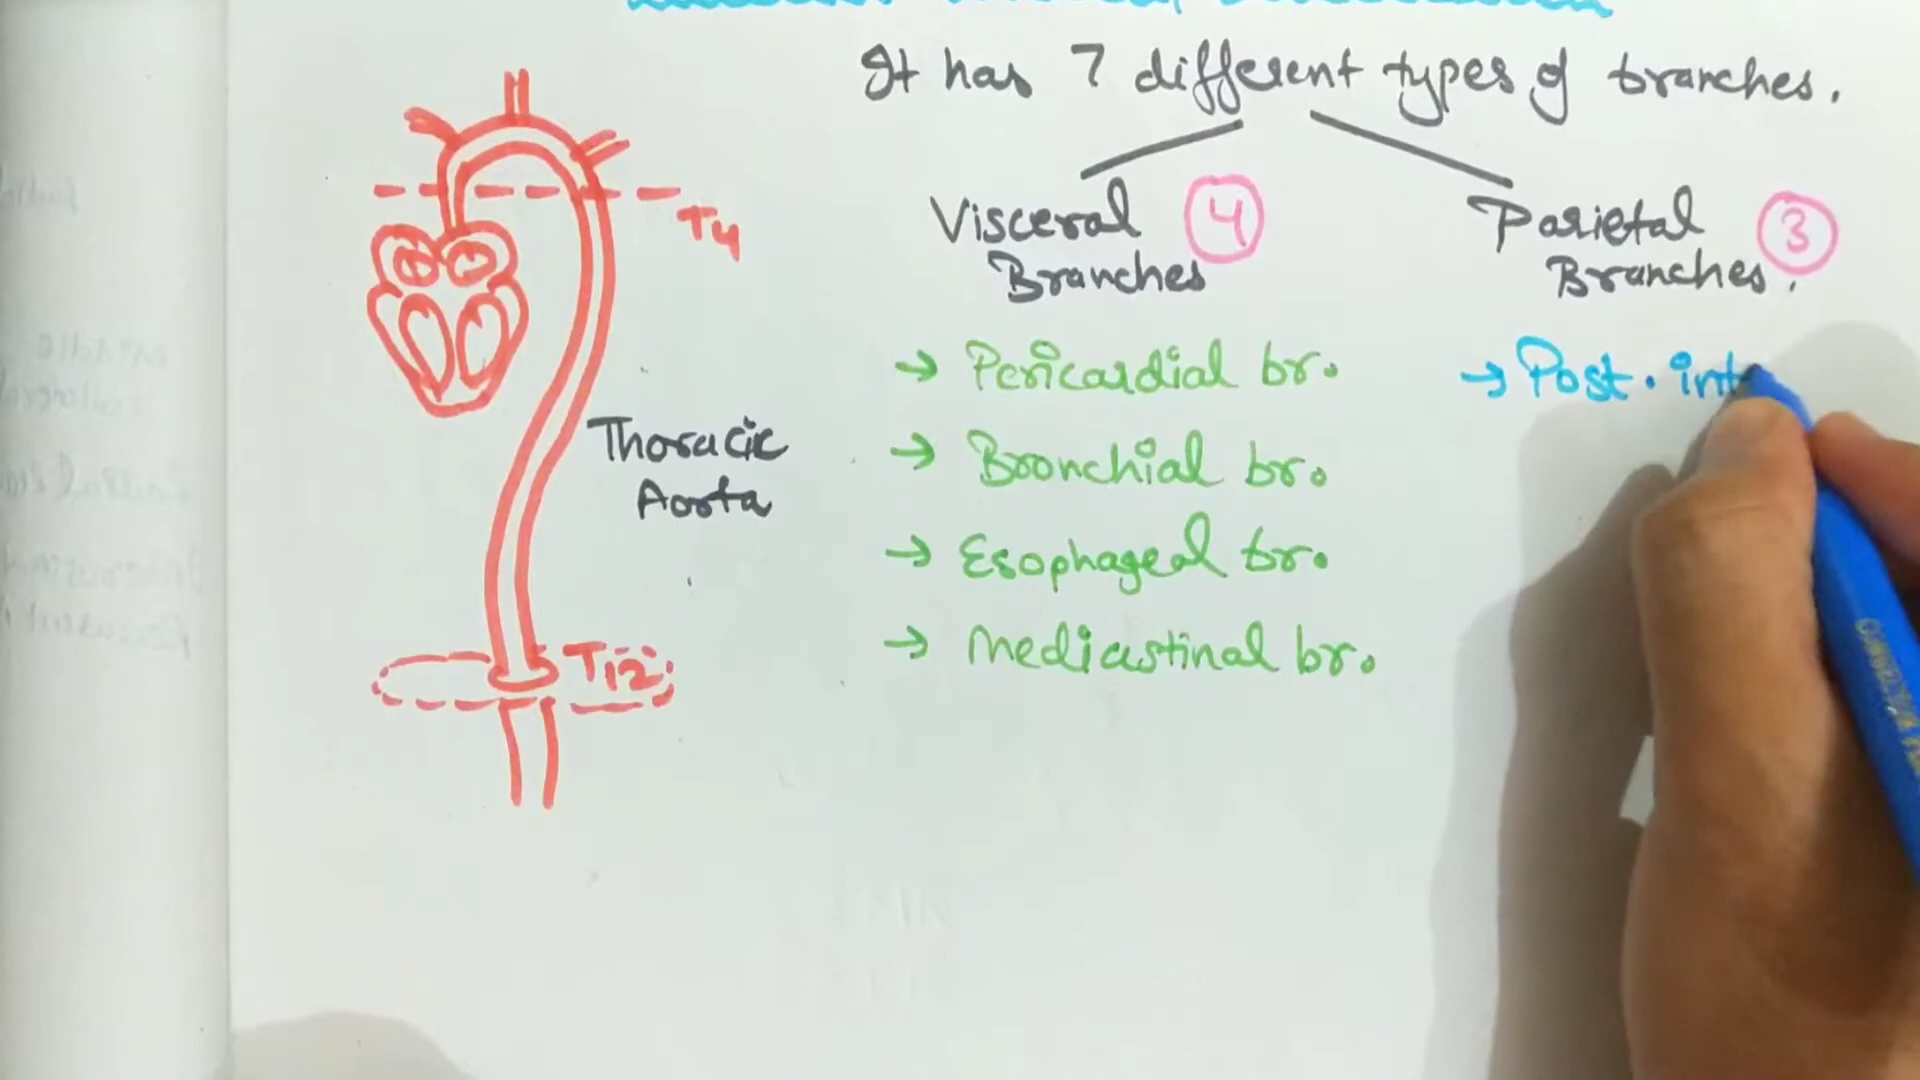 It has 7 different types of branches.
Visceral 4
Branches
Parietal 3
Branches.
→ Pericardial br.
→ Bronchial br.
→ Esophageal br.
→ Mediastinal br.
→ Post. int
T4
Thoracic
Aorta
T12